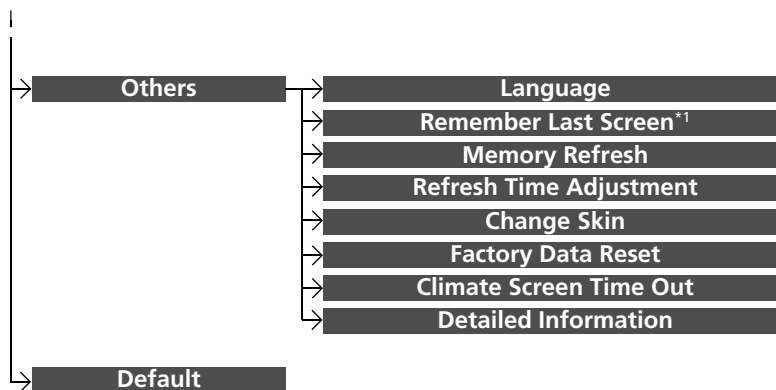 Others
Language
Remember Last Screen*1
Memory Refresh
Refresh Time Adjustment
Change Skin
Factory Data Reset
Climate Screen Time Out
Detailed Information
Default